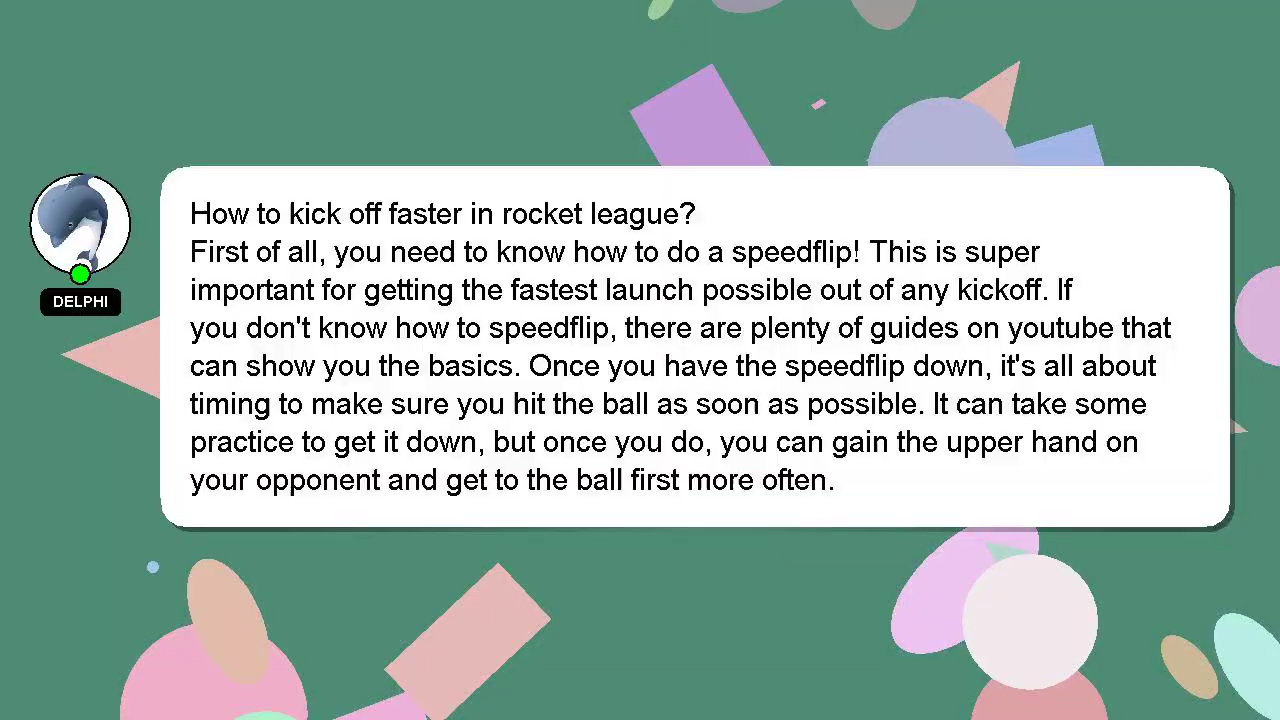 How to kick off faster in rocket league?
First of all, you need to know how to do a speedflip! This is super
important for getting the fastest launch possible out of any kickoff. If
you don't know how to speedflip, there are plenty of guides on youtube that
can show you the basics. Once you have the speedflip down, it's all about
timing to make sure you hit the ball as soon as possible. It can take some
practice to get it down, but once you do, you can gain the upper hand on
your opponent and get to the ball first more often.
DELPHI